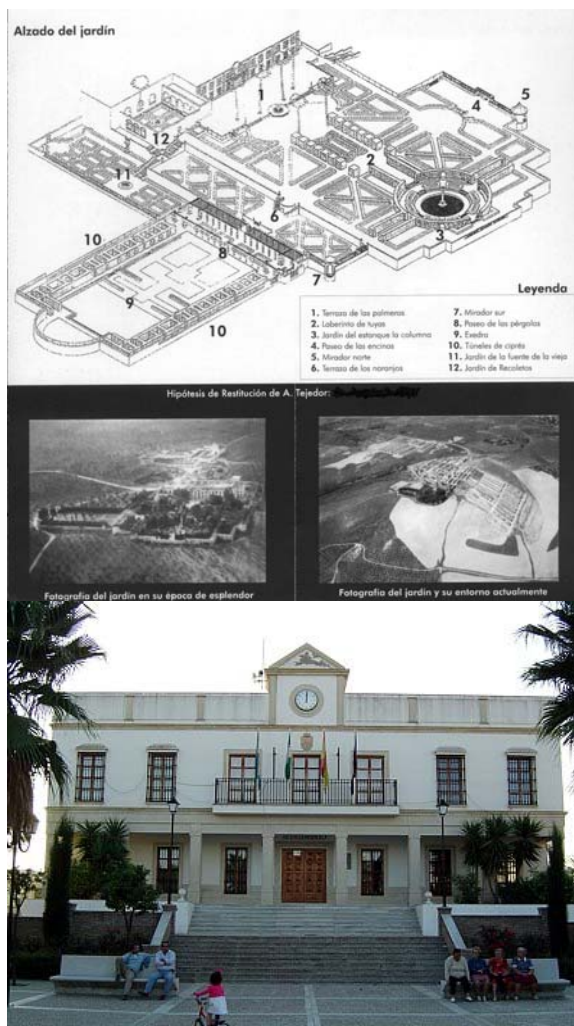 Alzado del jardín
1
2
3
4
5
6
7
8
9
10
10
11
12
Leyenda
1. Terraza de las palmeras
2. Laberinto de tuyas
3. Jardín del estanque la columna
4. Paseo de las encinas
5. Mirador norte
6. Terraza de los naranjos
7. Mirador sur
8. Paseo de las pérgolas
9. Exedra
10. Túneles de ciprés
11. Jardín de la fuente de la vieja
12. Jardín de Recoletos
Hipótesis de Restitución de A. Tejedor:
Fotografía del jardín en su época de esplendor
Fotografía del jardín y su entorno actualmente